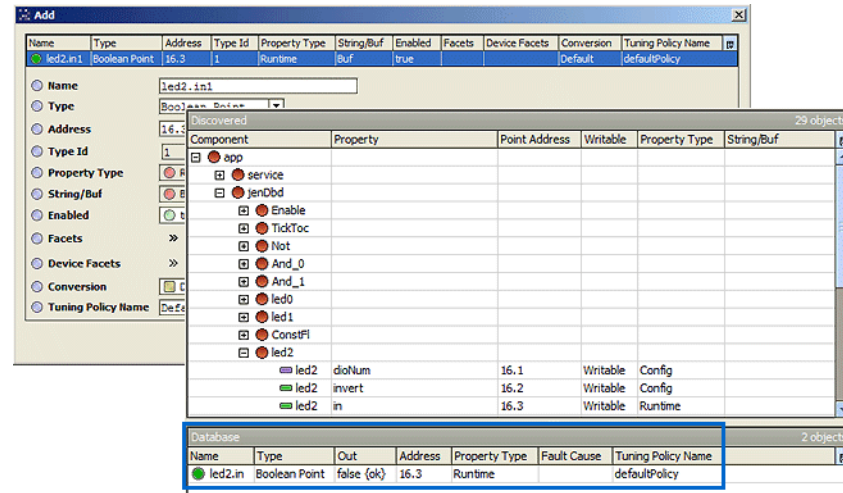 Add
Name Type Address Type Id Property Type String/Buf Enabled Facets Device Facets Conversion Tuning Policy Name
led2.in1 Boolean Point 16.3 1 Runtime Buf true Default defaultPolicy
Name led2.in1
Type Boolean Point
Address 16.3
Type Id 1
Property Type R
String/Buf B
Enabled t
Facets »
Device Facets »
Conversion D
Tuning Policy Name Defa
Discovered 29 objects
Component Property Point Address Writable Property Type String/Buf
app
service
jenDbd
Enable
TickToc
Not
And_0
And_1
led0
led1
ConstFl
led2
led2 dioNum 16.1 Writable Config
led2 invert 16.2 Writable Config
led2 in 16.3 Writable Runtime
Database 2 objects
Name Type Out Address Property Type Fault Cause Tuning Policy Name
led2.in Boolean Point false {ok} 16.3 Runtime defaultPolicy